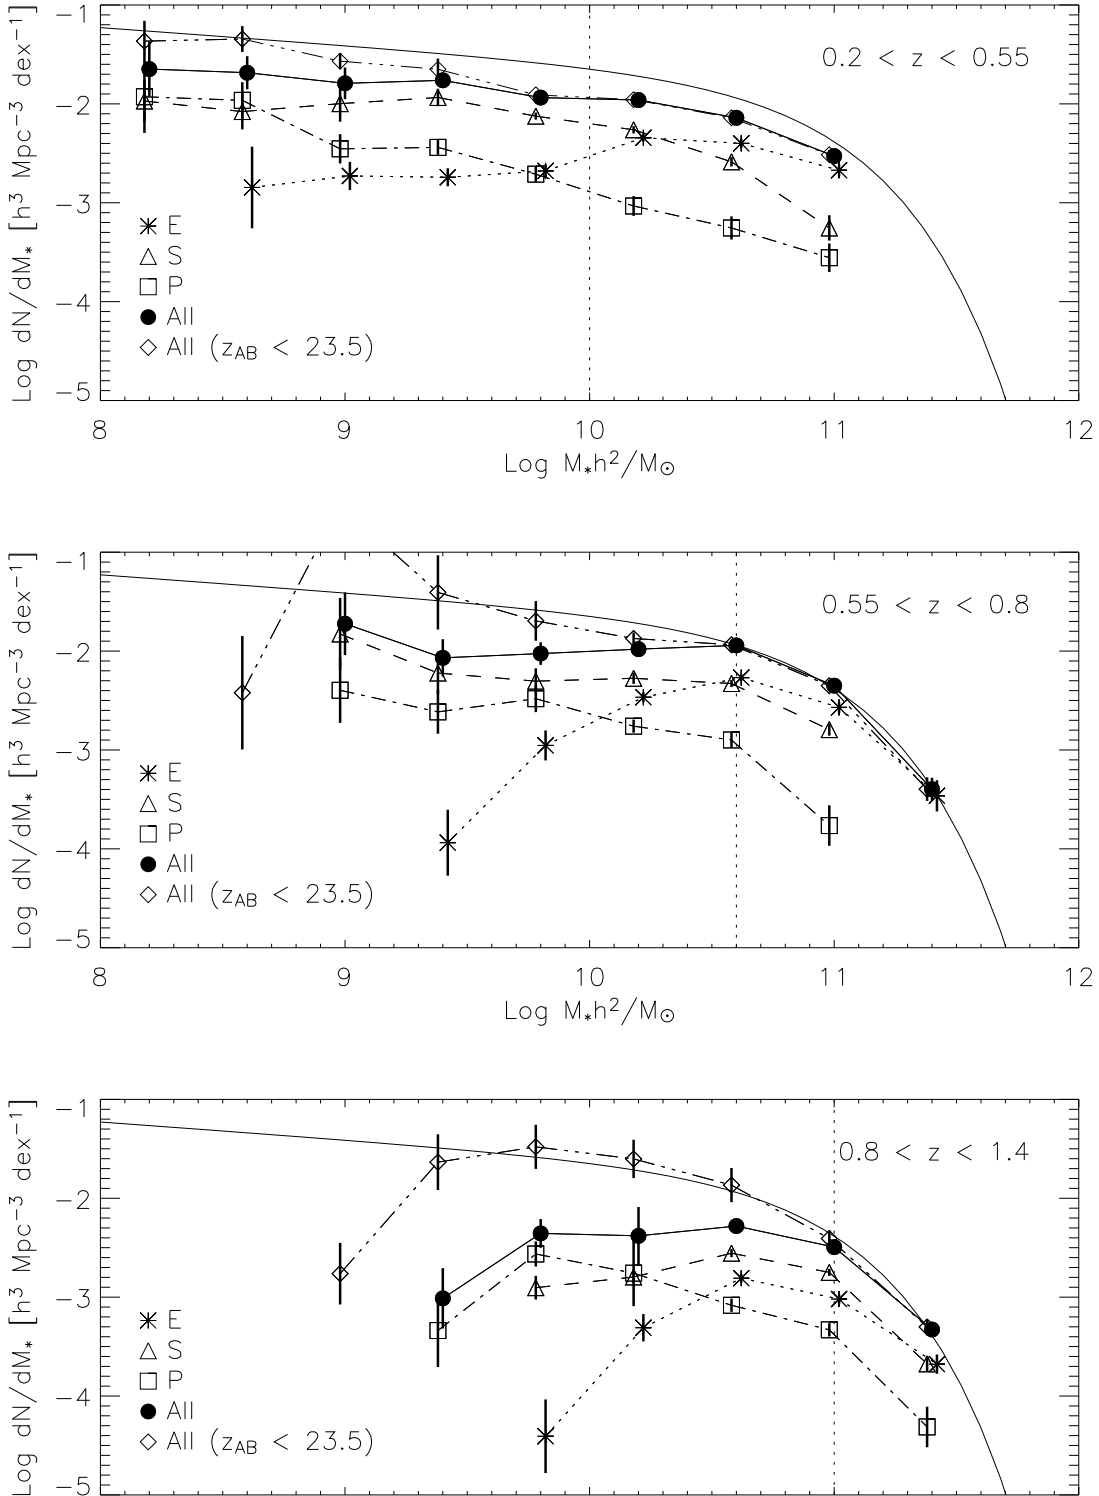 −1
−2
−3
−4
−5
Log dN/dM* [h³ Mpc⁻³ dex⁻¹]
0.2 < z < 0.55
E
S
P
All
All (zAB < 23.5)
8 9 10 11 12
Log M*h²/M⊙
−1
−2
−3
−4
−5
Log dN/dM* [h³ Mpc⁻³ dex⁻¹]
0.55 < z < 0.8
E
S
P
All
All (zAB < 23.5)
8 9 10 11 12
Log M*h²/M⊙
−1
−2
−3
−4
−5
Log dN/dM* [h³ Mpc⁻³ dex⁻¹]
0.8 < z < 1.4
E
S
P
All
All (zAB < 23.5)